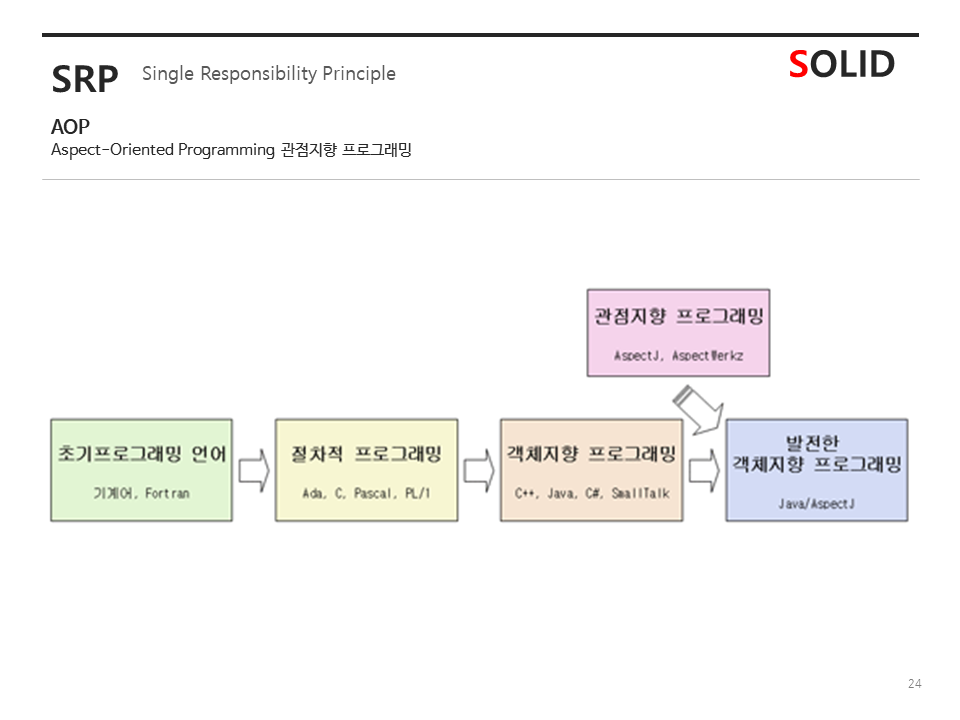 SRP Single Responsibility Principle
SOLID
AOP
Aspect-Oriented Programming 관점지향 프로그래밍
관점지향 프로그래밍
AspectJ, AspectWerkz
초기프로그래밍 언어
기계어, Fortran
절차적 프로그래밍
Ada, C, Pascal, PL/1
객체지향 프로그래밍
C++, Java, C#, SmallTalk
발전한
객체지향 프로그래밍
Java/AspectJ
24